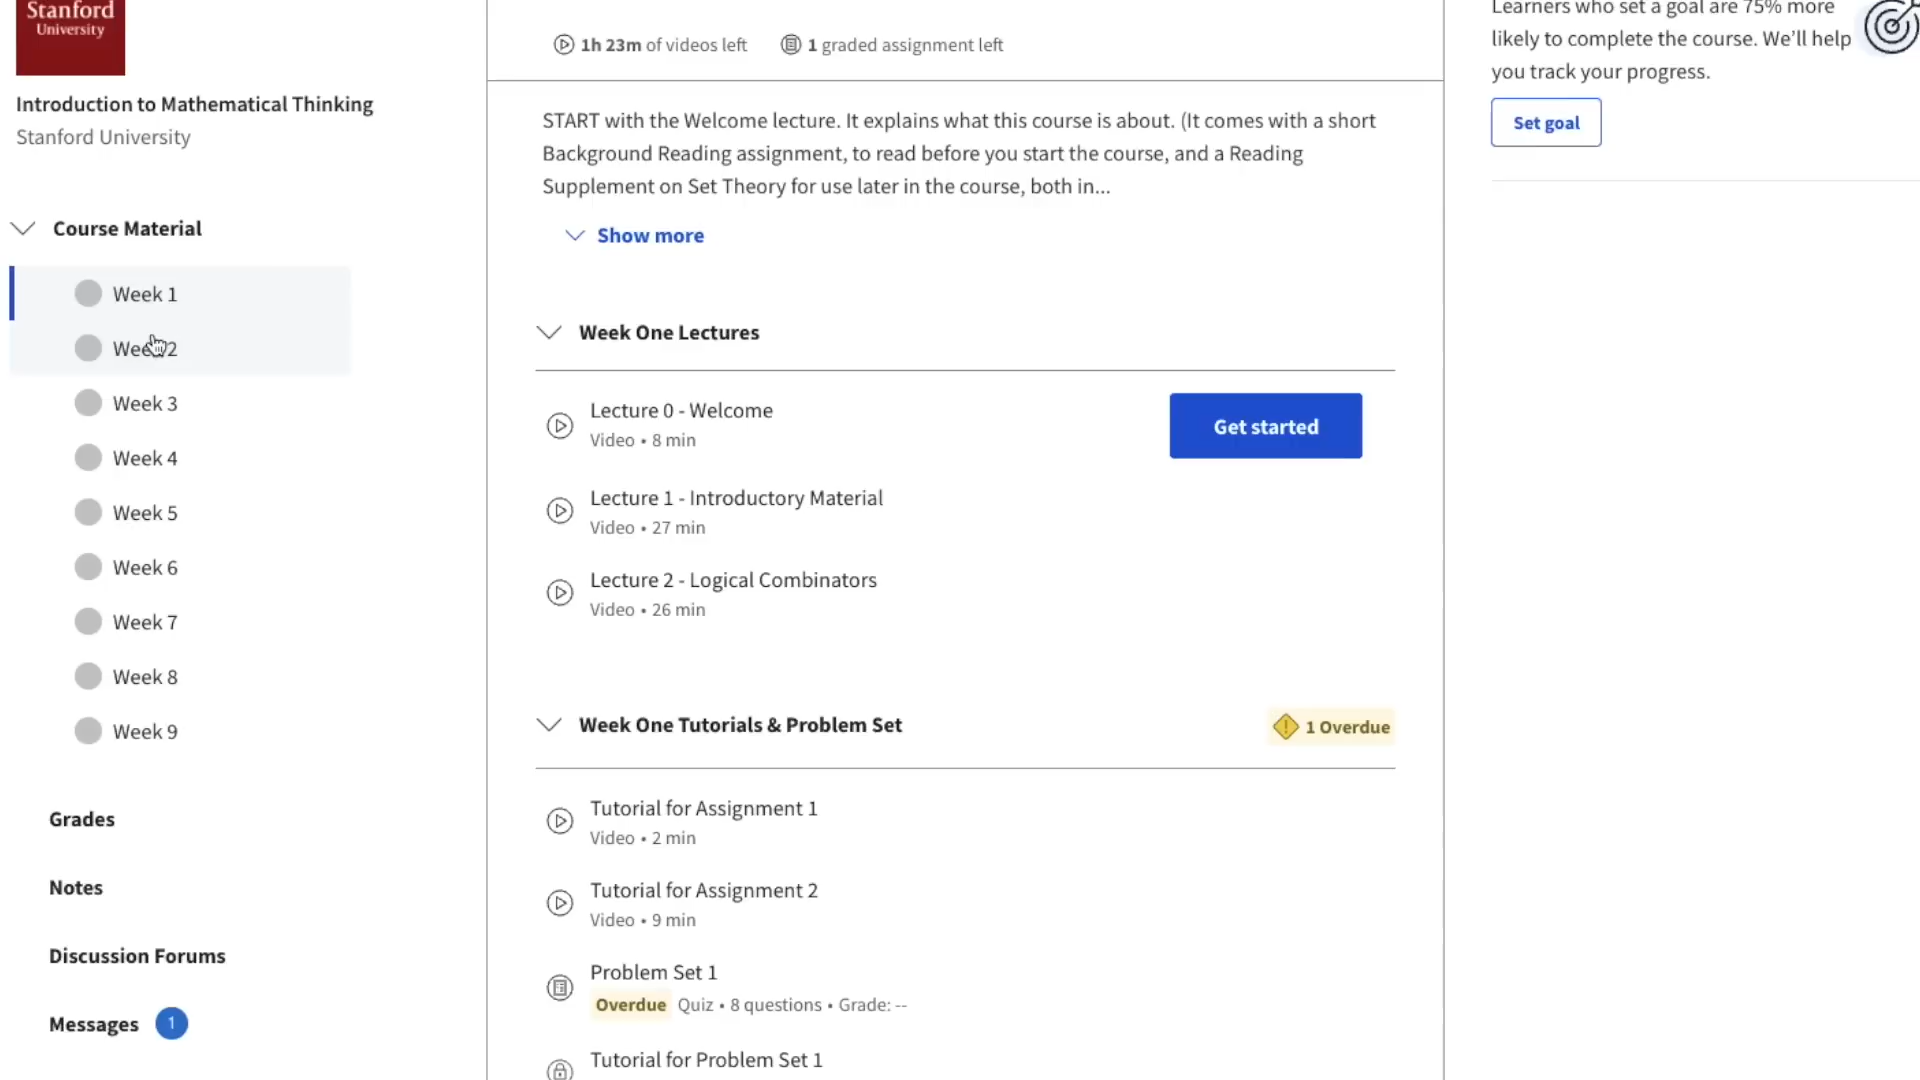 Stanford
University
Introduction to Mathematical Thinking
Stanford University
Course Material
Week 1
Week 2
Week 3
Week 4
Week 5
Week 6
Week 7
Week 8
Week 9
Grades
Notes
Discussion Forums
Messages 1
1h 23m of videos left 1 graded assignment left
START with the Welcome lecture. It explains what this course is about. (It comes with a short
Background Reading assignment, to read before you start the course, and a Reading
Supplement on Set Theory for use later in the course, both in...
Show more
Week One Lectures
Lecture 0 - Welcome
Video • 8 min
Get started
Lecture 1 - Introductory Material
Video • 27 min
Lecture 2 - Logical Combinators
Video • 26 min
Week One Tutorials & Problem Set
1 Overdue
Tutorial for Assignment 1
Video • 2 min
Tutorial for Assignment 2
Video • 9 min
Problem Set 1
Overdue Quiz • 8 questions • Grade: --
Tutorial for Problem Set 1
Learners who set a goal are 75% more
likely to complete the course. We’ll help
you track your progress.
Set goal